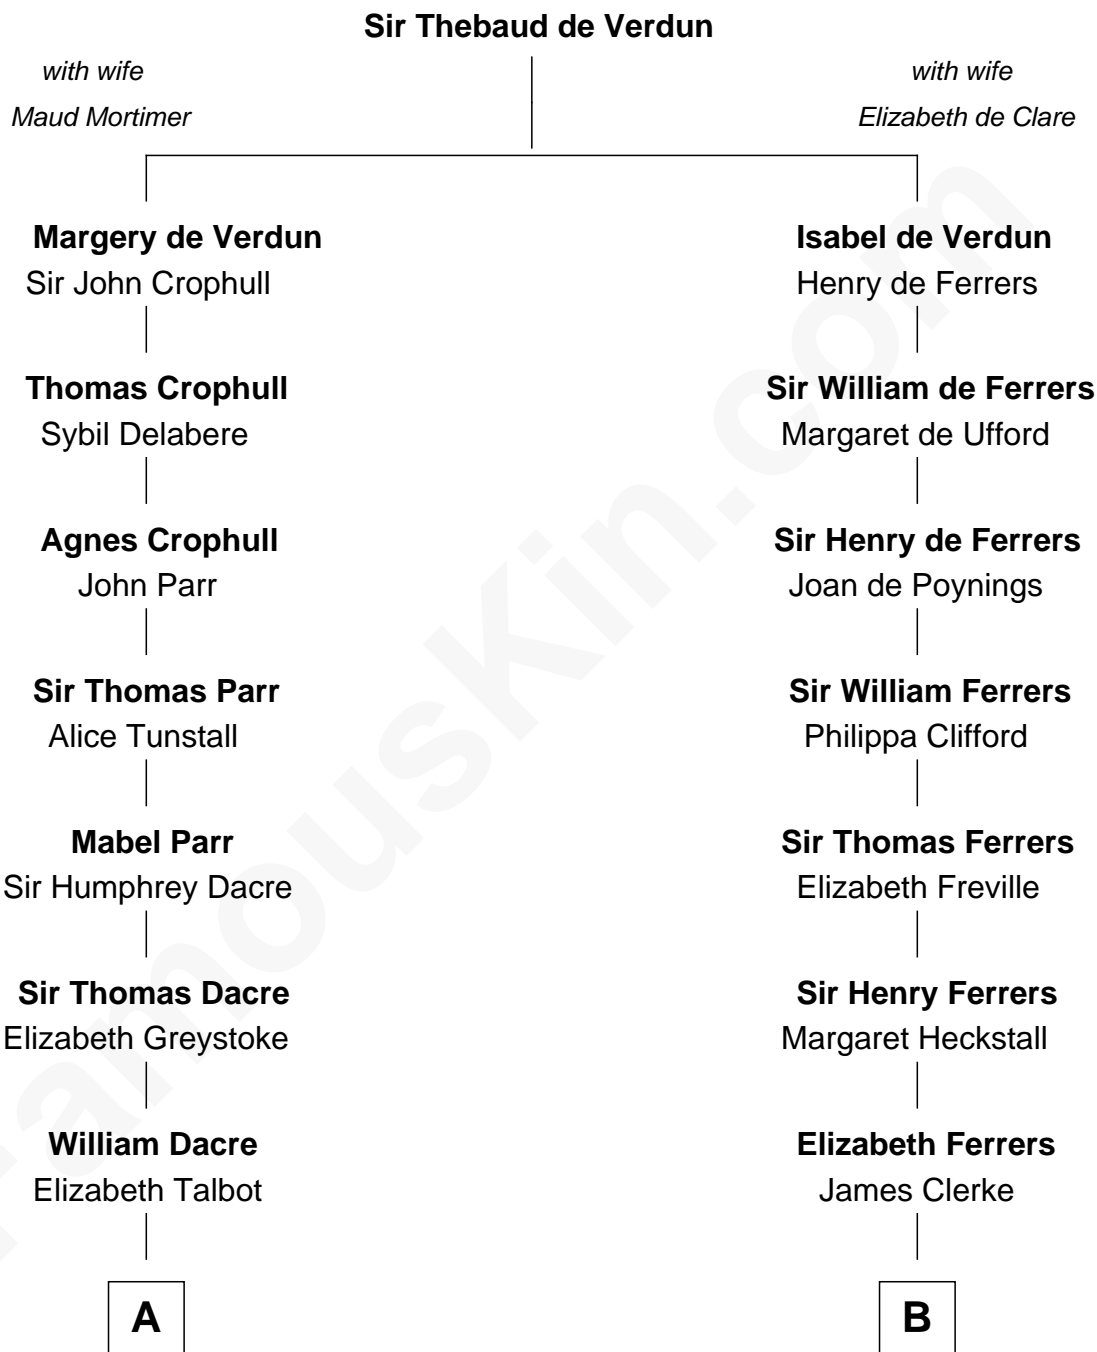 Sir Thebaud de Verdun
with wife
Maud Mortimer
with wife
Elizabeth de Clare
Margery de Verdun
Sir John Crophull
Isabel de Verdun
Henry de Ferrers
Thomas Crophull
Sybil Delabere
Sir William de Ferrers
Margaret de Ufford
Agnes Crophull
John Parr
Sir Henry de Ferrers
Joan de Poynings
Sir Thomas Parr
Alice Tunstall
Sir William Ferrers
Philippa Clifford
Mabel Parr
Sir Humphrey Dacre
Sir Thomas Ferrers
Elizabeth Freville
Sir Thomas Dacre
Elizabeth Greystoke
Sir Henry Ferrers
Margaret Heckstall
William Dacre
Elizabeth Talbot
Elizabeth Ferrers
James Clerke
A
B
FamousKin.com